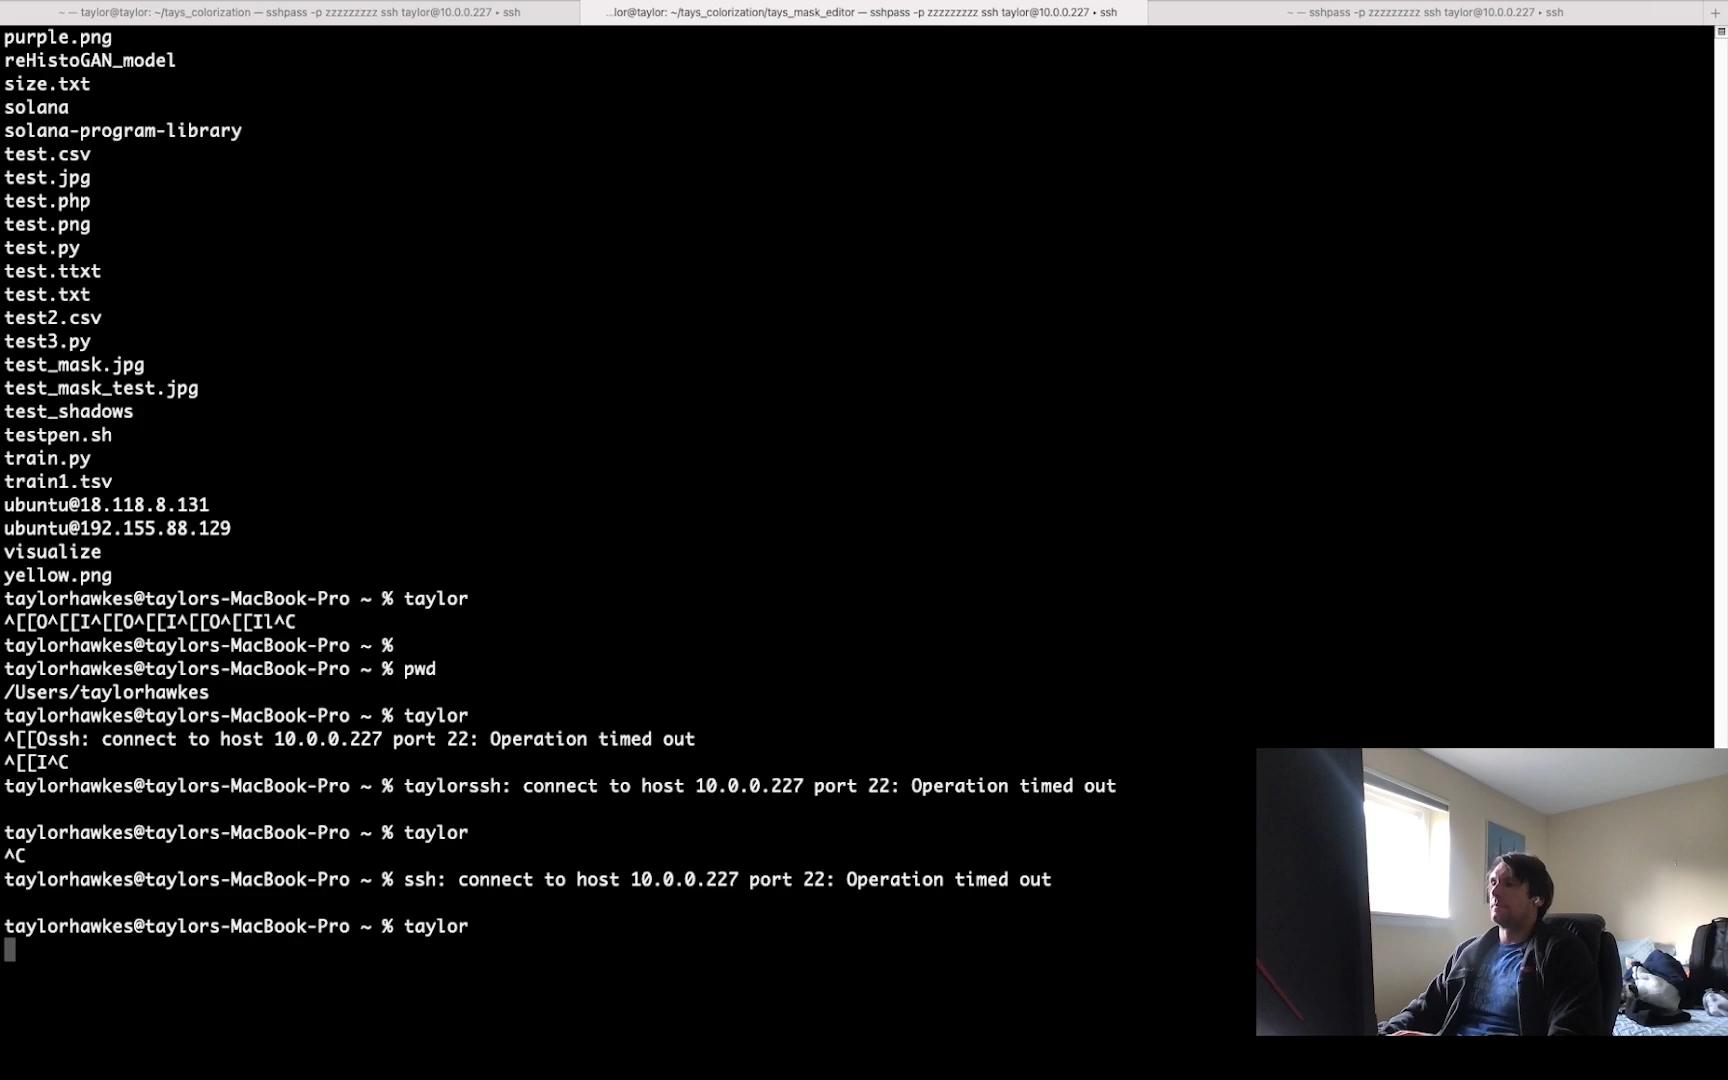 ~ — taylor@taylor: ~/tays_colorization — sshpass -p zzzzzzzzz ssh taylor@10.0.0.227 ▸ ssh
...lor@taylor: ~/tays_colorization/tays_mask_editor — sshpass -p zzzzzzzzz ssh taylor@10.0.0.227 ▸ ssh
~ — sshpass -p zzzzzzzzz ssh taylor@10.0.0.227 ▸ ssh
+
purple.png
reHistoGAN_model
size.txt
solana
solana-program-library
test.csv
test.jpg
test.php
test.png
test.py
test.ttxt
test.txt
test2.csv
test3.py
test_mask.jpg
test_mask_test.jpg
test_shadows
testpen.sh
train.py
train1.tsv
ubuntu@18.118.8.131
ubuntu@192.155.88.129
visualize
yellow.png
taylorhawkes@taylors-MacBook-Pro ~ % taylor
^[[O^[[I^[[O^[[I^[[O^[[Il^C
taylorhawkes@taylors-MacBook-Pro ~ %
taylorhawkes@taylors-MacBook-Pro ~ % pwd
/Users/taylorhawkes
taylorhawkes@taylors-MacBook-Pro ~ % taylor
^[[Ossh: connect to host 10.0.0.227 port 22: Operation timed out
^[[I^C
taylorhawkes@taylors-MacBook-Pro ~ % taylorssh: connect to host 10.0.0.227 port 22: Operation timed out
taylorhawkes@taylors-MacBook-Pro ~ % taylor
^C
taylorhawkes@taylors-MacBook-Pro ~ % ssh: connect to host 10.0.0.227 port 22: Operation timed out
taylorhawkes@taylors-MacBook-Pro ~ % taylor